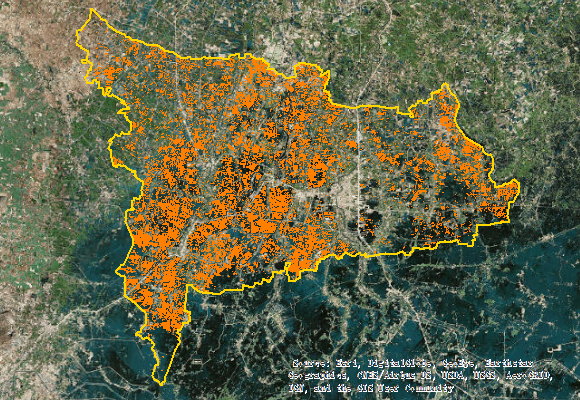 Source: Esri, DigitalGlobe, GeoEye, Earthstar
Geographics, CNES/Airbus DS, USDA, USGS, AeroGRID,
IGN, and the GIS User Community